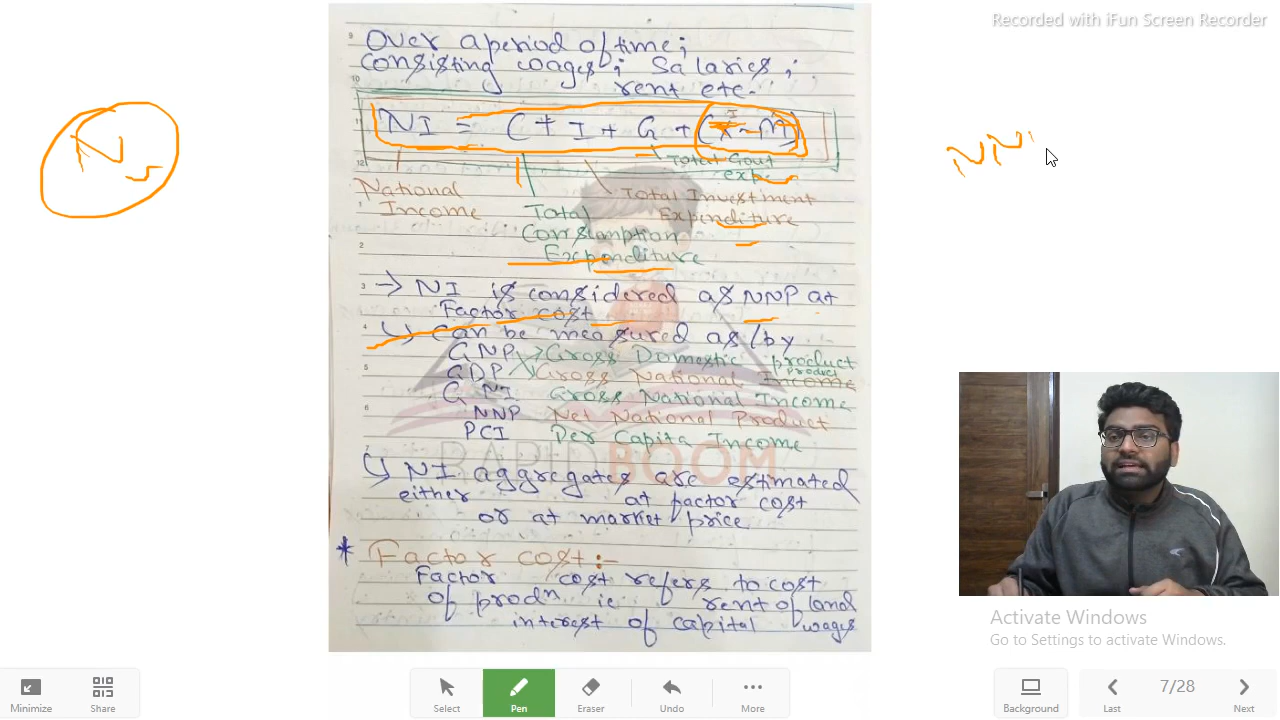 Recorded with iFun Screen Recorder
Over a period of time;
consisting wages; Salaries;
rent etc.
NI = C + I + G + (X - M)
Total Govt
exp.
National
Income
Total Investment
Expenditure
Total
Consumption
Expenditure
→ NI is considered as NNP at
Factor cost
↳ can be measured as/by
GNP Gross Domestic product
GDP Gross National Income
product
GNI Gross National Income
NNP Net National Product
PCI Per Capita Income
RAPID BOOM
↳ NI aggregates are estimated
either at factor cost
or at market price
* Factor cost:-
Factor cost refers to cost
of prodn ie rent of land
interest of capital wages
NN
Activate Windows
Go to Settings to activate Windows.
Minimize
Share
Select
Pen
Eraser
Undo
More
Background
Last
7/28
Next